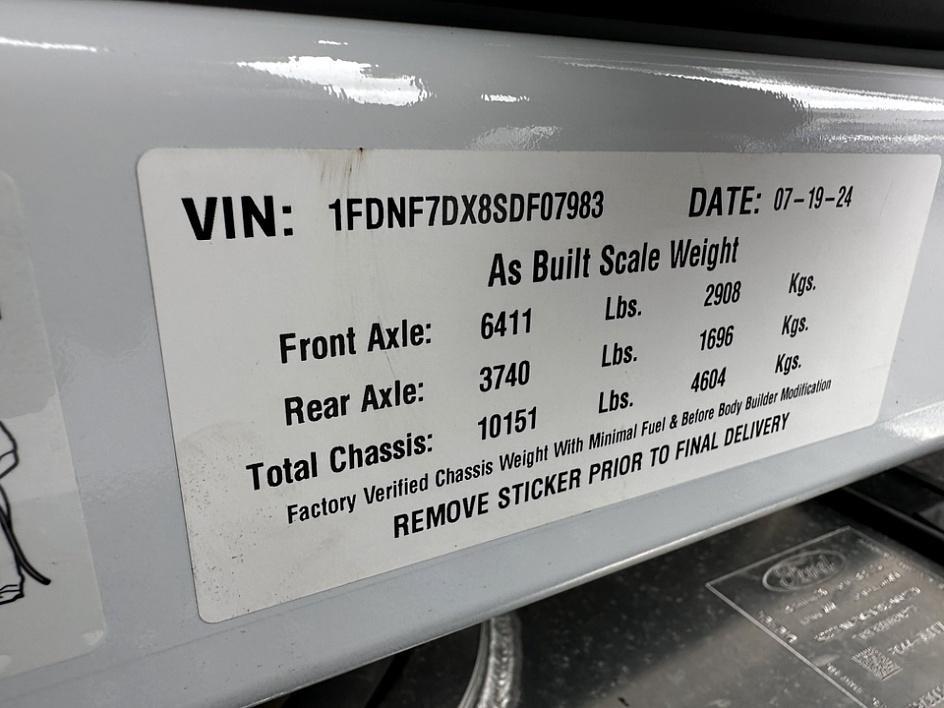 VIN: 1FDNF7DX8SDF07983 DATE: 07-19-24
As Built Scale Weight
Front Axle: 6411 Lbs. 2908 Kgs.
Rear Axle: 3740 Lbs. 1696 Kgs.
Total Chassis: 10151 Lbs. 4604 Kgs.
Factory Verified Chassis Weight With Minimal Fuel & Before Body Builder Modification
REMOVE STICKER PRIOR TO FINAL DELIVERY
Ford